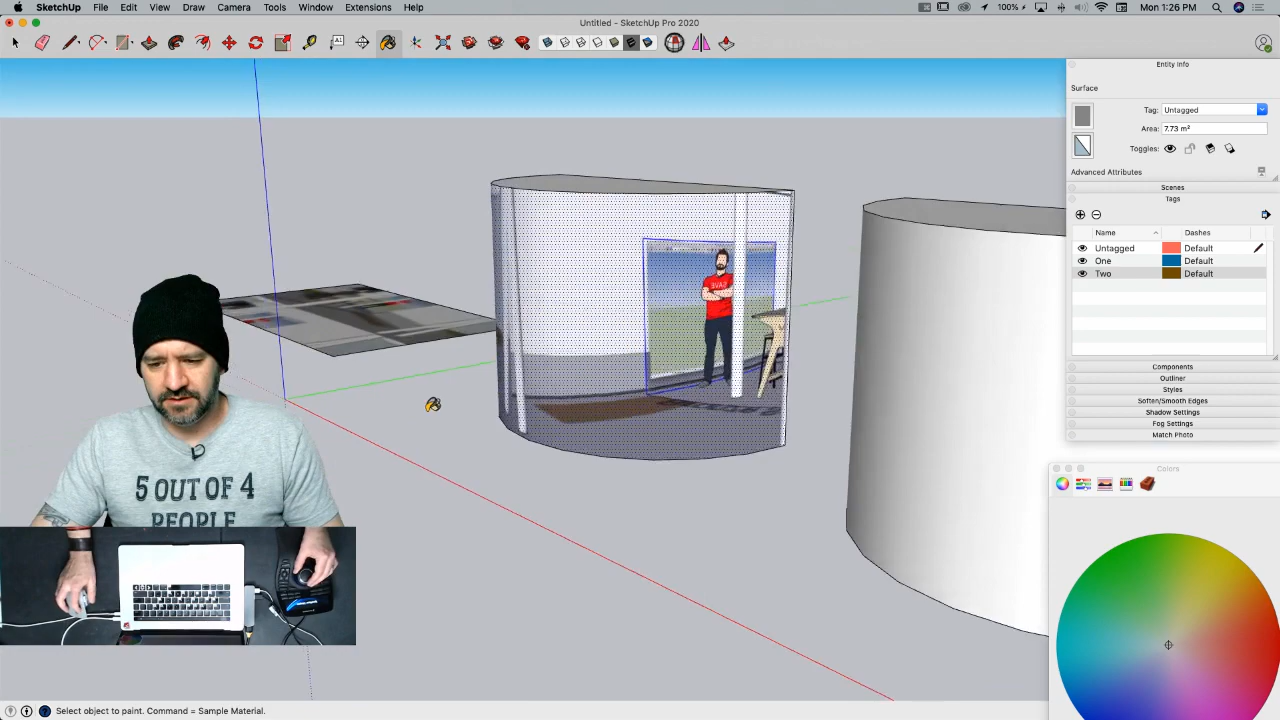 SketchUp File Edit View Draw Camera Tools Window Extensions Help
100% Mon 1:26 PM
Untitled - SketchUp Pro 2020
Entity Info
Surface
Tag: Untagged
Area: 7.73 m²
Toggles:
Advanced Attributes
Scenes
Tags
Name Dashes
Untagged Default
One Default
Two Default
Components
Outliner
Styles
Soften/Smooth Edges
Shadow Settings
Fog Settings
Match Photo
Colors
5 OUT OF 4
PEOPLE
Select object to paint. Command = Sample Material.